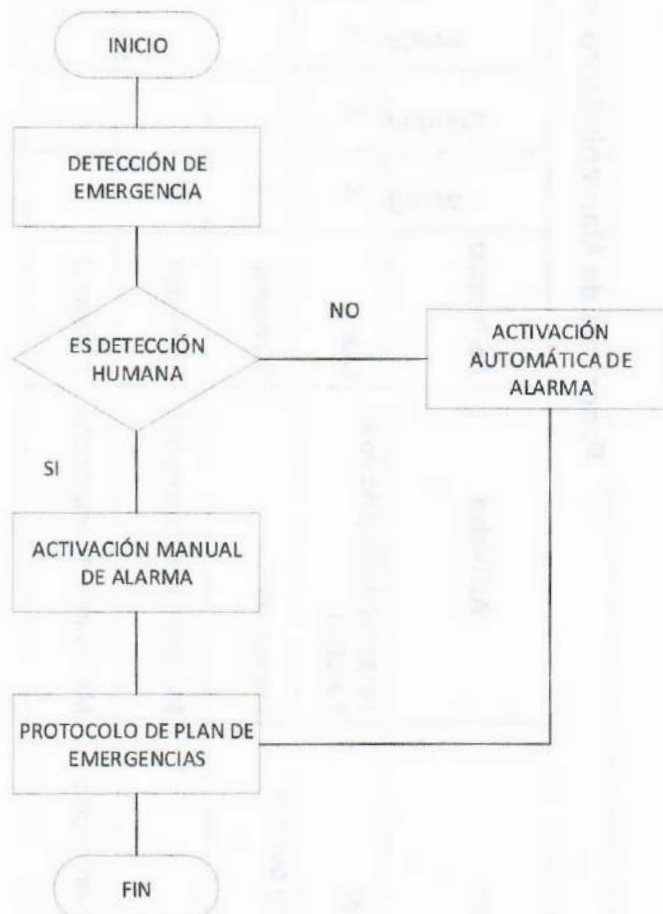 INICIO
DETECCIÓN DE
EMERGENCIA
ES DETECCIÓN
HUMANA
NO
ACTIVACIÓN
AUTOMÁTICA DE
ALARMA
SI
ACTIVACIÓN MANUAL
DE ALARMA
PROTOCOLO DE PLAN DE
EMERGENCIAS
FIN